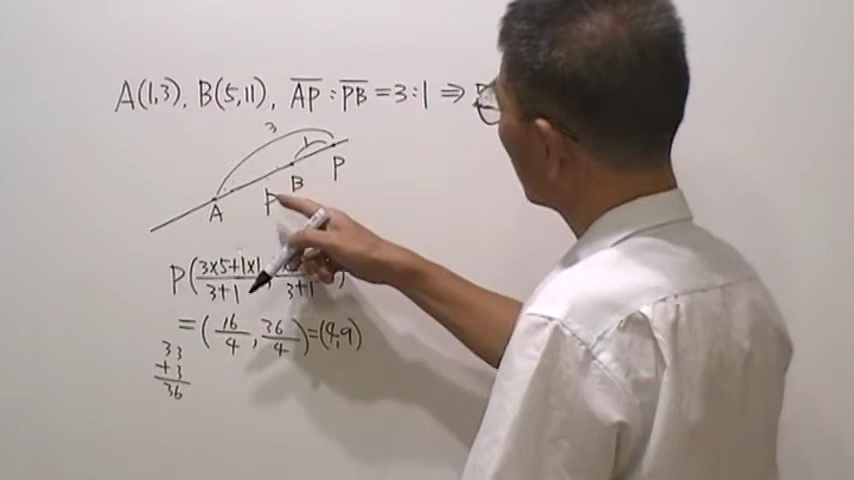 A(1,3), B(5,11), AP : PB = 3:1 ⇒
3
1
P
B
P
A
P(3×5+1×1/3+1, /3+1 )
= (16/4, 36/4) = (4,9)
33
+3
36